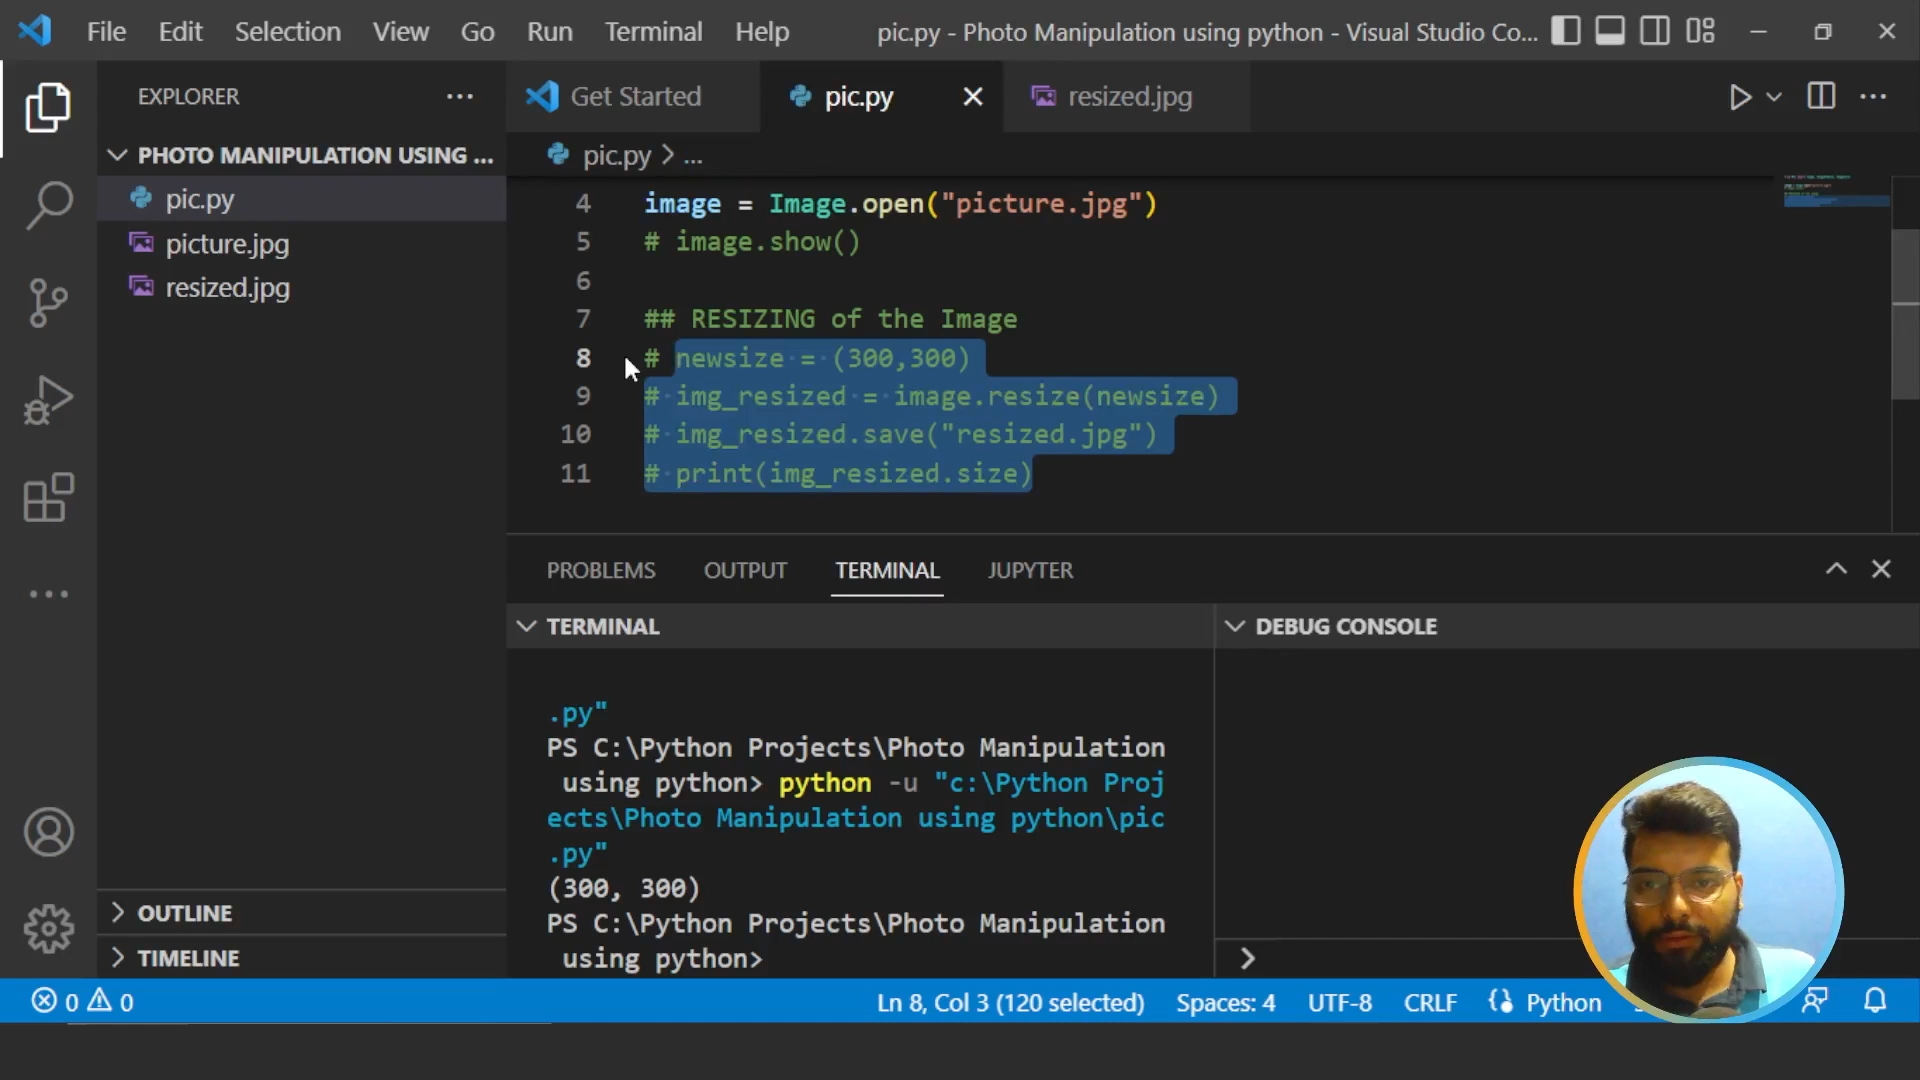 File Edit Selection View Go Run Terminal Help pic.py - Photo Manipulation using python - Visual Studio Co...
EXPLORER
PHOTO MANIPULATION USING ...
pic.py
picture.jpg
resized.jpg
OUTLINE
TIMELINE
Get Started pic.py resized.jpg
pic.py > ...
4 image = Image.open("picture.jpg")
5 # image.show()
6
7 ## RESIZING of the Image
8 # newsize = (300,300)
9 # img_resized = image.resize(newsize)
10 # img_resized.save("resized.jpg")
11 # print(img_resized.size)
PROBLEMS OUTPUT TERMINAL JUPYTER
TERMINAL
.py"
PS C:\Python Projects\Photo Manipulation
using python> python -u "c:\Python Proj
ects\Photo Manipulation using python\pic
.py"
(300, 300)
PS C:\Python Projects\Photo Manipulation
using python>
DEBUG CONSOLE
0 0 Ln 8, Col 3 (120 selected) Spaces: 4 UTF-8 CRLF Python